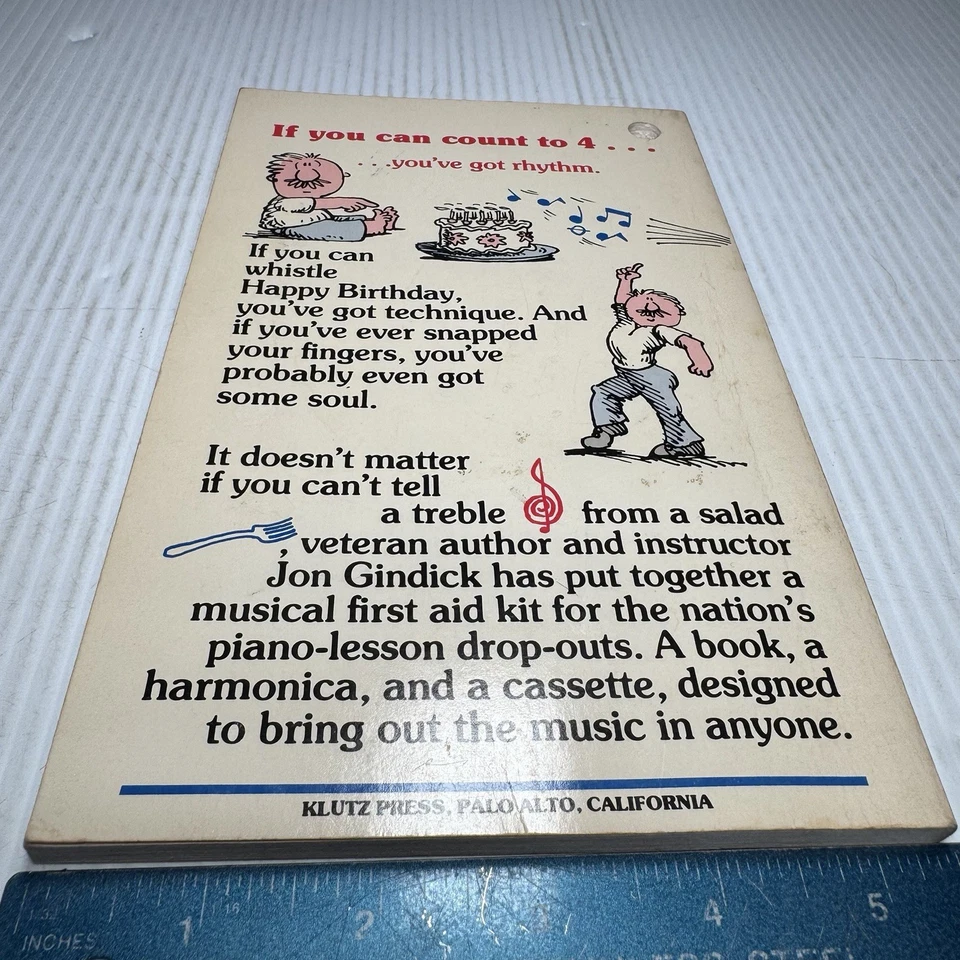 If you can count to 4 . . .
. . .you've got rhythm.
If you can
whistle
Happy Birthday,
you've got technique. And
if you've ever snapped
your fingers, you've
probably even got
some soul.
It doesn't matter
if you can't tell
a treble from a salad
, veteran author and instructor
Jon Gindick has put together a
musical first aid kit for the nation's
piano-lesson drop-outs. A book, a
harmonica, and a cassette, designed
to bring out the music in anyone.
KLUTZ PRESS, PALO ALTO, CALIFORNIA
1 2 3 4 5
INCHES